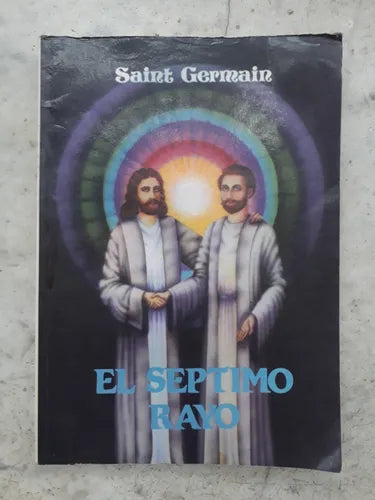 Saint Germain
EL SEPTIMO
RAYO